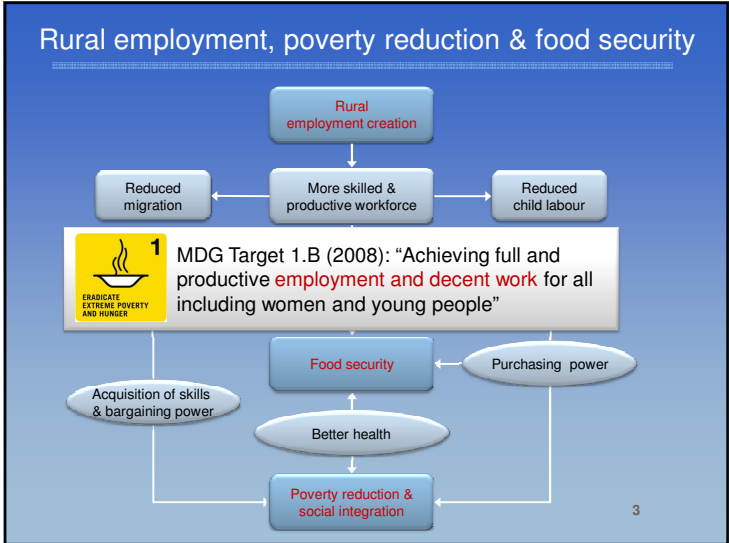 Rural employment, poverty reduction & food security
Rural
employment creation
Reduced
migration
More skilled &
productive workforce
Reduced
child labour
1
ERADICATE
EXTREME POVERTY
AND HUNGER
MDG Target 1.B (2008): “Achieving full and
productive employment and decent work for all
including women and young people”
Food security
Purchasing power
Acquisition of skills
& bargaining power
Better health
Poverty reduction &
social integration
3